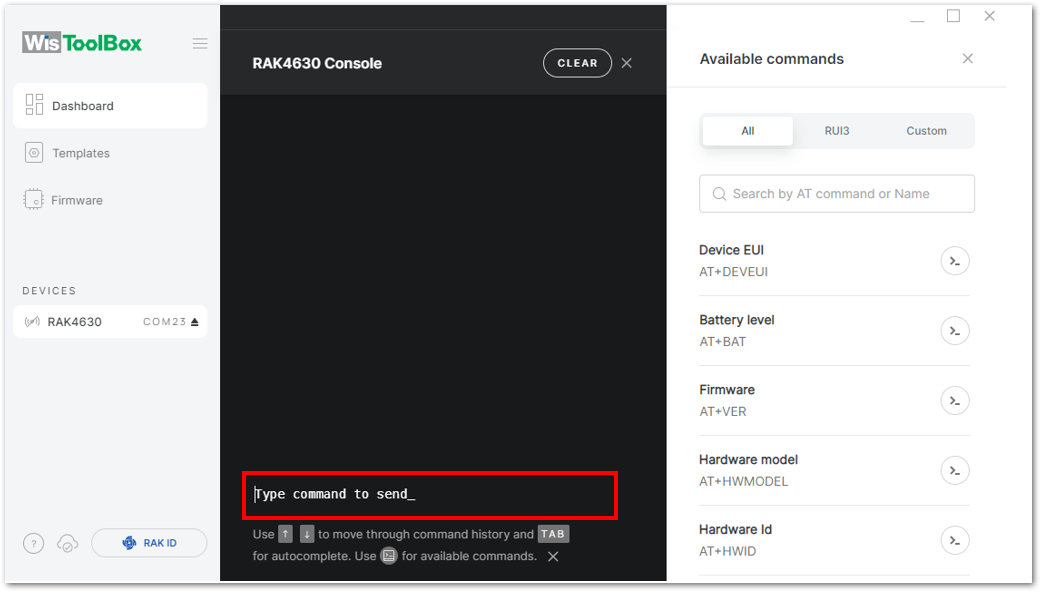 WisToolBox
Dashboard
Templates
Firmware
DEVICES
RAK4630 COM23
?
RAK ID
RAK4630 Console
CLEAR
Type command to send_
Use ↑ ↓ to move through command history and TAB
for autocomplete. Use for available commands.
Available commands
All RUI3 Custom
Search by AT command or Name
Device EUI
AT+DEVEUI
Battery level
AT+BAT
Firmware
AT+VER
Hardware model
AT+HWMODEL
Hardware Id
AT+HWID